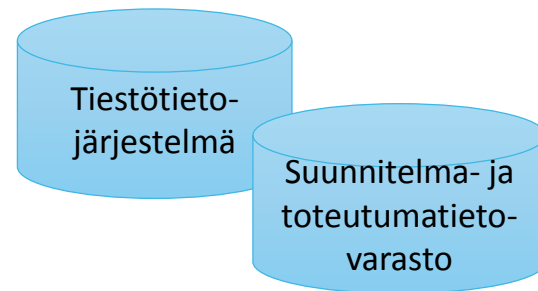 Tiestötieto-
järjestelmä
Suunnitelma- ja
toteutumatieto-
varasto